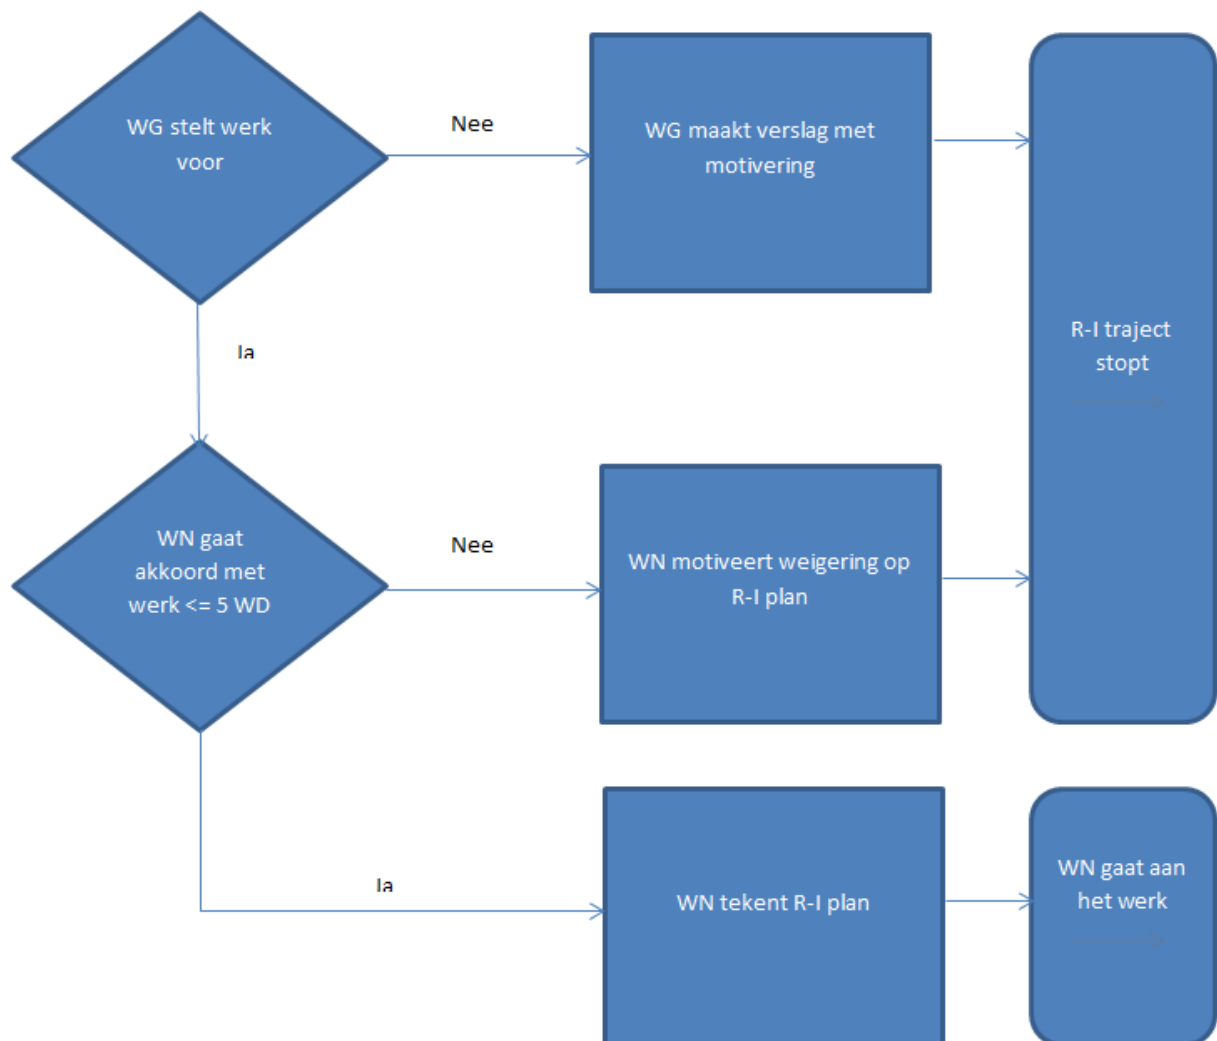 WG stelt werk
voor
Nee
WG maakt verslag met
motivering
R-I traject
stopt
Ja
WN gaat
akkoord met
werk <= 5 WD
Nee
WN motiveert weigering op
R-I plan
Ja
WN tekent R-I plan
WN gaat aan
het werk